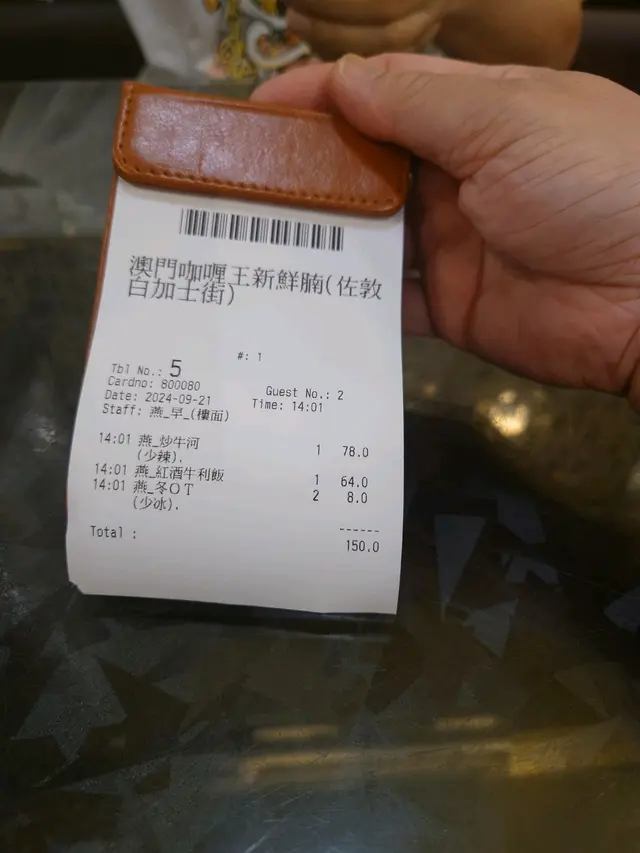 澳門咖喱王新鮮腩(佐敦
白加士街)
#: 1
Tbl No.: 5
Cardno: 800080 Guest No.: 2
Date: 2024-09-21 Time: 14:01
Staff: 燕_早_(樓面)
14:01 燕_炒牛河 1 78.0
(少辣).
14:01 燕_紅酒牛利飯 1 64.0
14:01 燕_冬OT 2 8.0
(少冰).
------
Total : 150.0